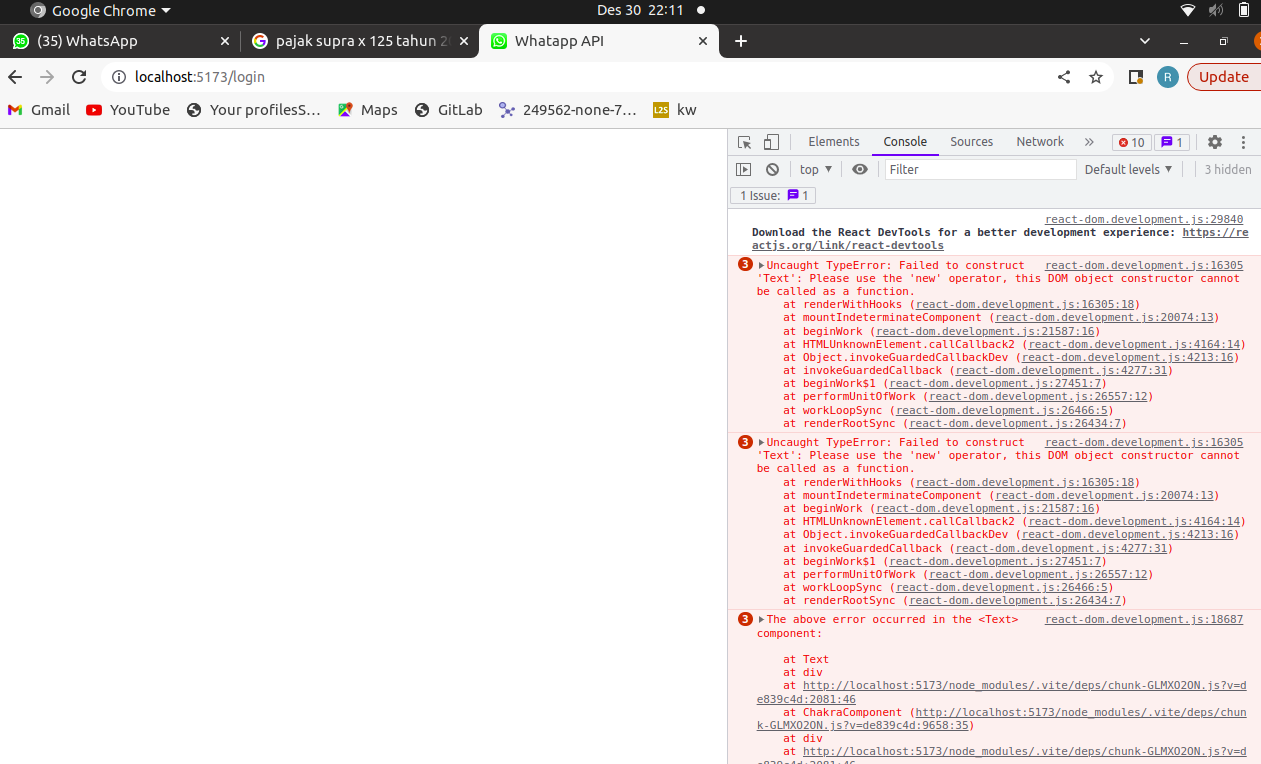 Google Chrome
Des 30 22:11
35
(35) WhatsApp
pajak supra x 125 tahun 2
Whatapp API
localhost:5173/login
R
Update
Gmail
YouTube
Your profilesS...
Maps
GitLab
249562-none-7...
L2S
kw
Elements
Console
Sources
Network
»
10
1
top
Filter
Default levels
3 hidden
1 Issue:
1
react-dom.development.js:29840
Download the React DevTools for a better development experience: https://re
actjs.org/link/react-devtools
3
Uncaught TypeError: Failed to construct react-dom.development.js:16305
'Text': Please use the 'new' operator, this DOM object constructor cannot
be called as a function.
at renderWithHooks (react-dom.development.js:16305:18)
at mountIndeterminateComponent (react-dom.development.js:20074:13)
at beginWork (react-dom.development.js:21587:16)
at HTMLUnknownElement.callCallback2 (react-dom.development.js:4164:14)
at Object.invokeGuardedCallbackDev (react-dom.development.js:4213:16)
at invokeGuardedCallback (react-dom.development.js:4277:31)
at beginWork$1 (react-dom.development.js:27451:7)
at performUnitOfWork (react-dom.development.js:26557:12)
at workLoopSync (react-dom.development.js:26466:5)
at renderRootSync (react-dom.development.js:26434:7)
3
Uncaught TypeError: Failed to construct react-dom.development.js:16305
'Text': Please use the 'new' operator, this DOM object constructor cannot
be called as a function.
at renderWithHooks (react-dom.development.js:16305:18)
at mountIndeterminateComponent (react-dom.development.js:20074:13)
at beginWork (react-dom.development.js:21587:16)
at HTMLUnknownElement.callCallback2 (react-dom.development.js:4164:14)
at Object.invokeGuardedCallbackDev (react-dom.development.js:4213:16)
at invokeGuardedCallback (react-dom.development.js:4277:31)
at beginWork$1 (react-dom.development.js:27451:7)
at performUnitOfWork (react-dom.development.js:26557:12)
at workLoopSync (react-dom.development.js:26466:5)
at renderRootSync (react-dom.development.js:26434:7)
3
The above error occurred in the <Text> react-dom.development.js:18687
component:
at Text
at div
at http://localhost:5173/node_modules/.vite/deps/chunk-GLMXO2ON.js?v=d
e839c4d:2081:46
at ChakraComponent (http://localhost:5173/node_modules/.vite/deps/chun
k-GLMXO2ON.js?v=de839c4d:9658:35)
at div
at http://localhost:5173/node_modules/.vite/deps/chunk-GLMXO2ON.js?v=d
e839c4d:2081:46